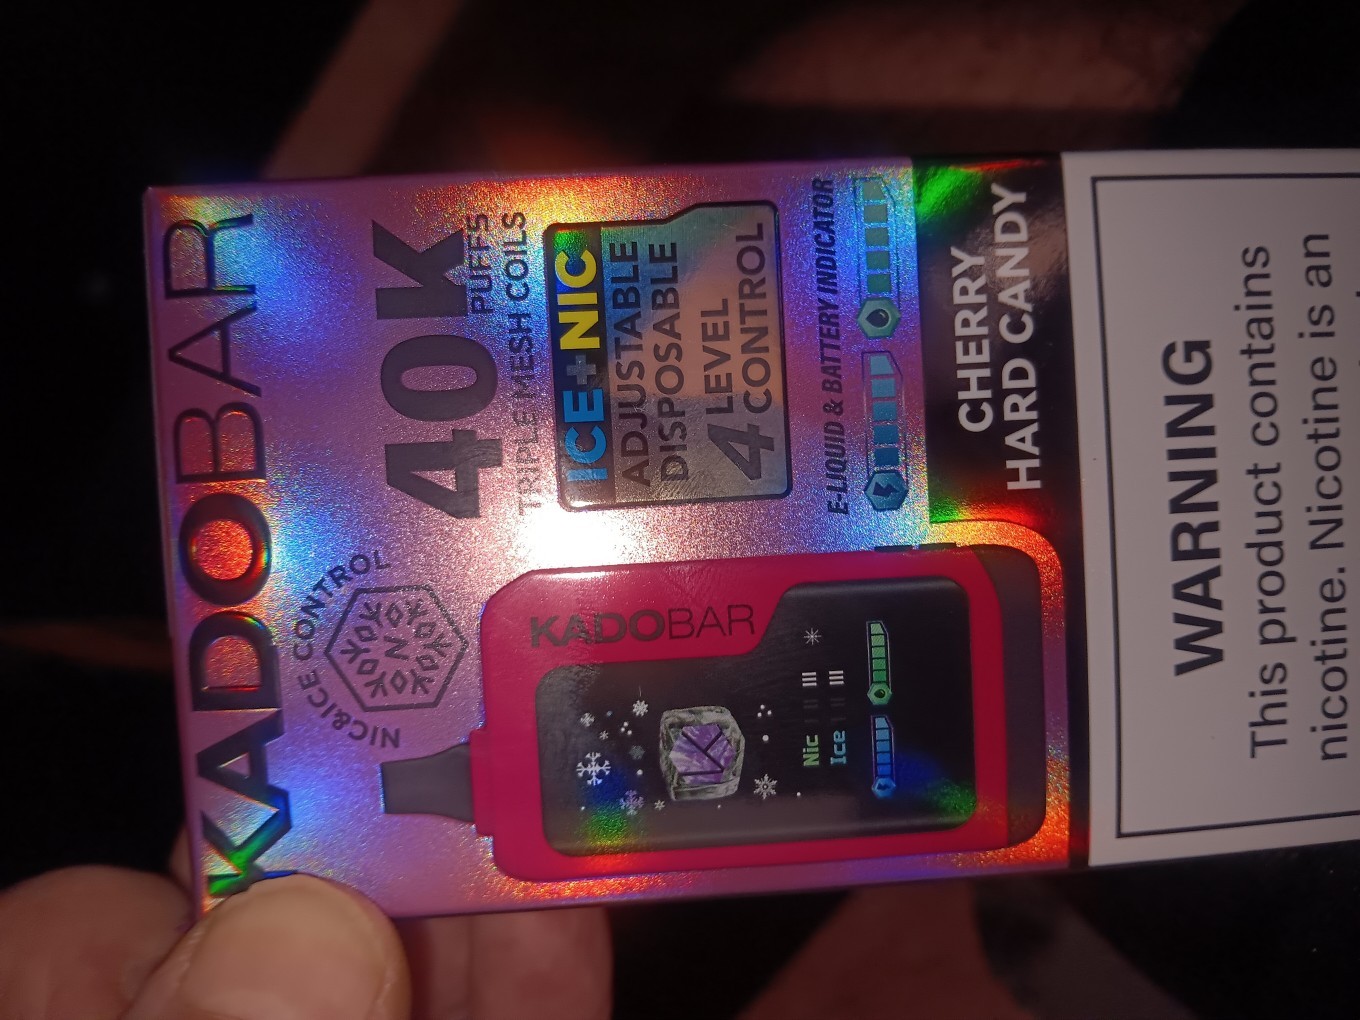 KADOBAR
NIC&ICE CONTROL
N
40K
PUFFS
TRIPLE MESH COILS
ICE+NIC
ADJUSTABLE
DISPOSABLE
4 LEVEL
CONTROL
E-LIQUID & BATTERY INDICATOR
KADOBAR
K
Nic
Ice
CHERRY
HARD CANDY
WARNING
This product contains
nicotine. Nicotine is an